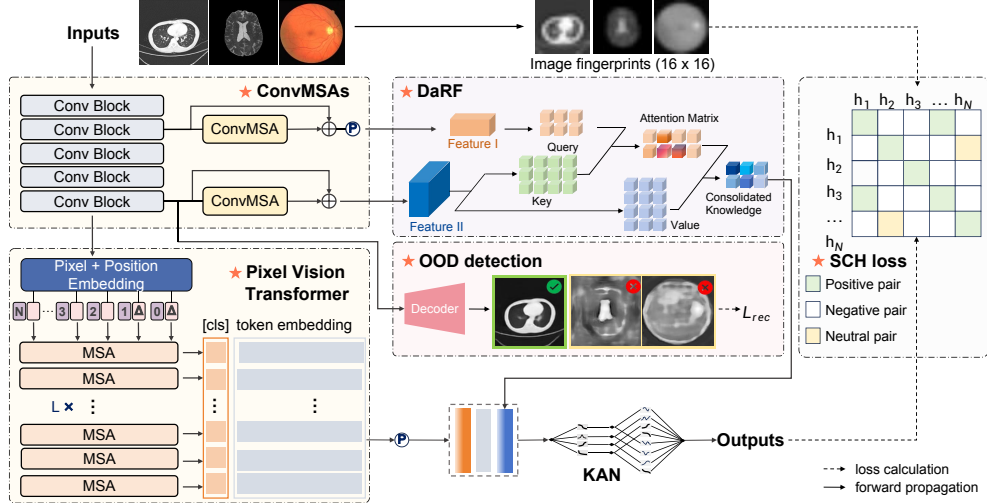 Inputs
Image fingerprints (16 x 16)
ConvMSAs
Conv Block
Conv Block
Conv Block
Conv Block
Conv Block
ConvMSA
ConvMSA
P
DaRF
Feature I
Query
Attention Matrix
Key
Feature II
Value
Consolidated
Knowledge
h1 h2 h3 ... hN
h1
h2
h3
...
hN
SCH loss
Positive pair
Negative pair
Neutral pair
Pixel + Position
Embedding
N ... 3 2 1 Δ 0 Δ
Pixel Vision
Transformer
[cls] token embedding
MSA
MSA
L × ⋮
MSA
MSA
MSA
OOD detection
Decoder
L_rec
P
KAN
Outputs
loss calculation
forward propagation